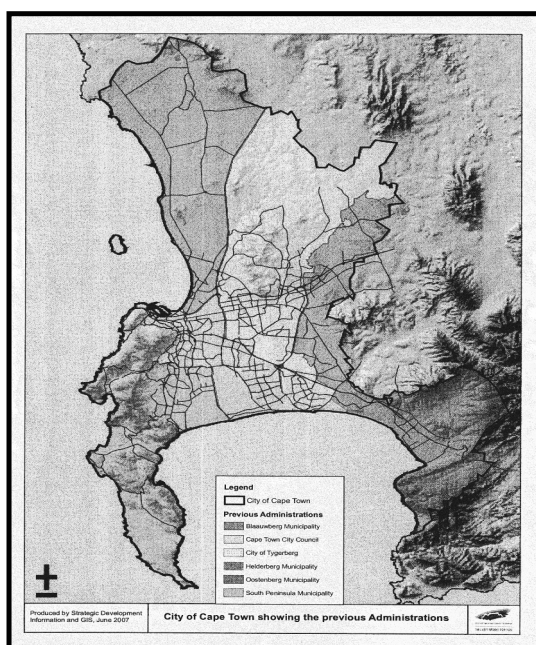 Legend
City of Cape Town
Previous Administrations
Blaauwberg Municipality
Cape Town City Council
City of Tygerberg
Helderberg Municipality
Oostenberg Municipality
South Peninsula Municipality
Produced by Strategic Development
Information and GIS, June 2007
City of Cape Town showing the previous Administrations